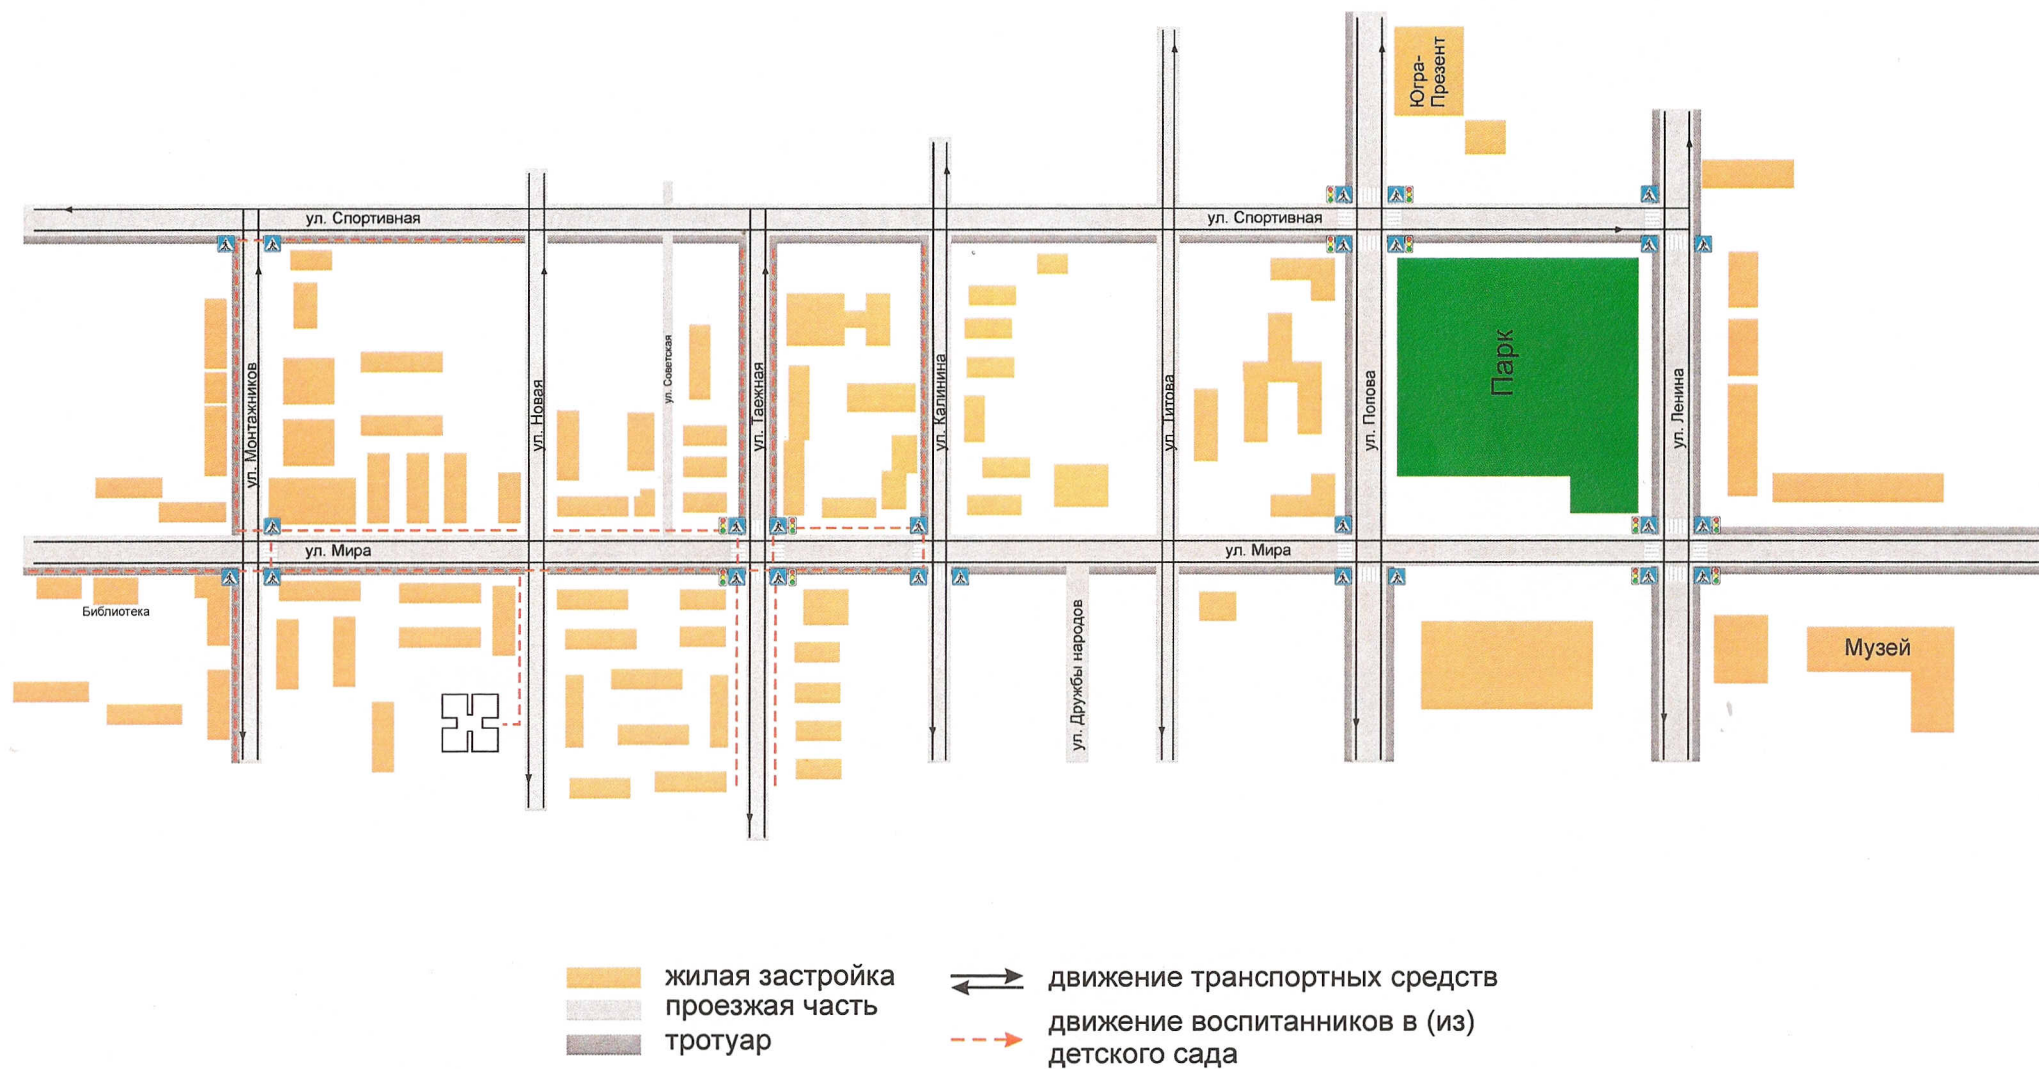 Югра-
Презент
ул. Спортивная
ул. Спортивная
ул. Монтажников
ул. Новая
ул. Советская
ул. Таежная
ул. Калинина
ул. Титова
ул. Попова
Парк
ул. Ленина
ул. Мира
ул. Мира
Библиотека
ул. Дружбы народов
Музей
жилая застройка
проезжая часть
тротуар
движение транспортных средств
движение воспитанников в (из)
детского сада